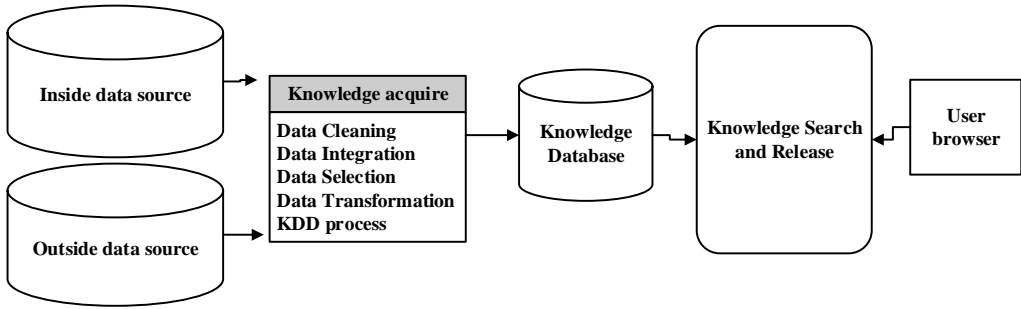 Inside data source
Outside data source
Knowledge acquire
Data Cleaning
Data Integration
Data Selection
Data Transformation
KDD process
Knowledge
Database
Knowledge Search
and Release
User
browser